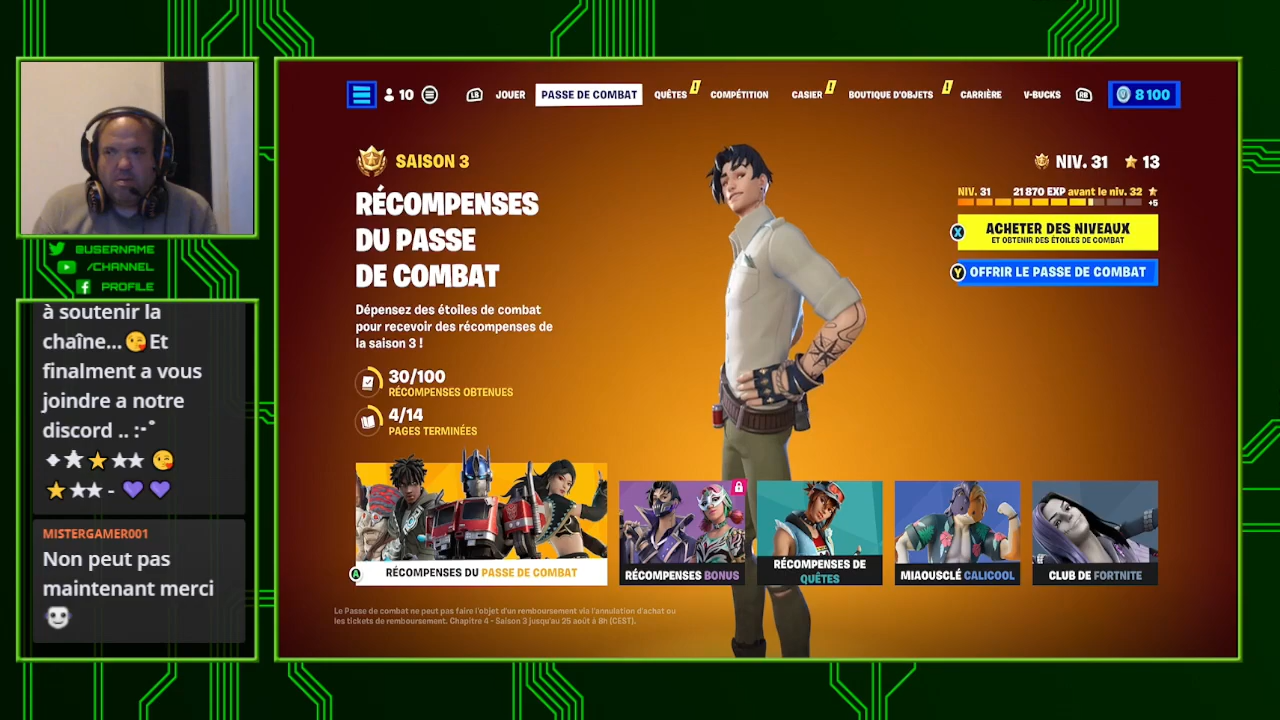 10
LB
JOUER
PASSE DE COMBAT
QUÊTES
!
COMPÉTITION
CASIER
!
BOUTIQUE D'OBJETS
!
CARRIÈRE
V-BUCKS
RB
8 100
SAISON 3
RÉCOMPENSES
DU PASSE
DE COMBAT
Dépensez des étoiles de combat
pour recevoir des récompenses de
la saison 3 !
30/100
RÉCOMPENSES OBTENUES
4/14
PAGES TERMINÉES
NIV. 31
13
NIV. 31
21 870 EXP avant le niv. 32
+5
X
ACHETER DES NIVEAUX
ET OBTENIR DES ÉTOILES DE COMBAT
Y
OFFRIR LE PASSE DE COMBAT
A
RÉCOMPENSES DU PASSE DE COMBAT
RÉCOMPENSES BONUS
RÉCOMPENSES DE
QUÊTES
MIAOUSCLÉ CALICOOL
CLUB DE FORTNITE
Le Passe de combat ne peut pas faire l'objet d'un remboursement via l'annulation d'achat ou
les tickets de remboursement. Chapitre 4 - Saison 3 jusqu'au 25 août à 8h (CEST).
@USERNAME
/CHANNEL
PROFILE
à soutenir la
chaîne...😘Et
finalement a vous
joindre a notre
discord .. :･ﾟ
✦★⭐★★ 😘
⭐★★ - 💜 💜
MISTERGAMER001
Non peut pas
maintenant merci